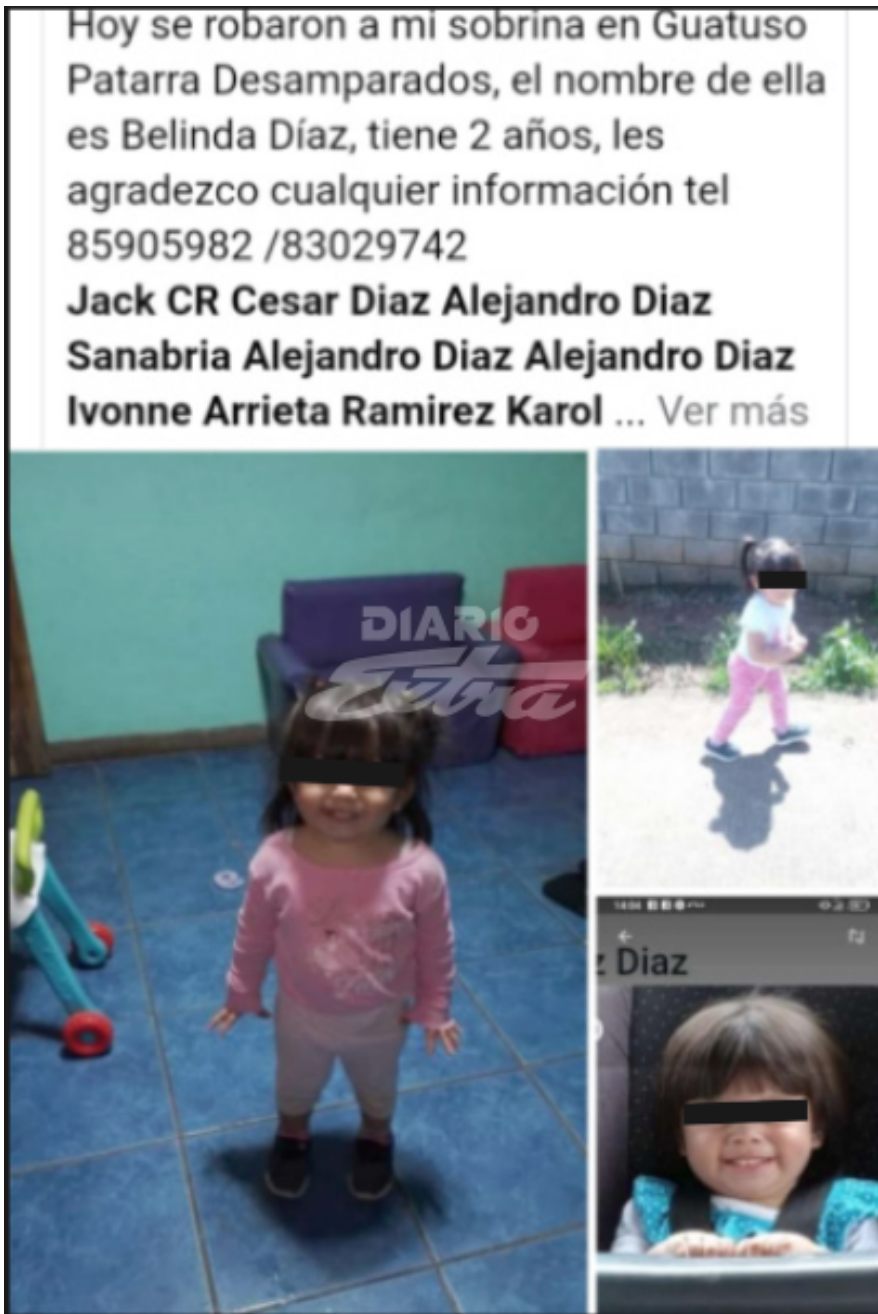 Hoy se robaron a mi sobrina en Guatuso
Patarra Desamparados, el nombre de ella
es Belinda Díaz, tiene 2 años, les
agradezco cualquier información tel
85905982 /83029742
Jack CR Cesar Diaz Alejandro Diaz
Sanabria Alejandro Diaz Alejandro Diaz
Ivonne Arrieta Ramirez Karol ... Ver más
DIARIO
Extra
14:04
z Diaz